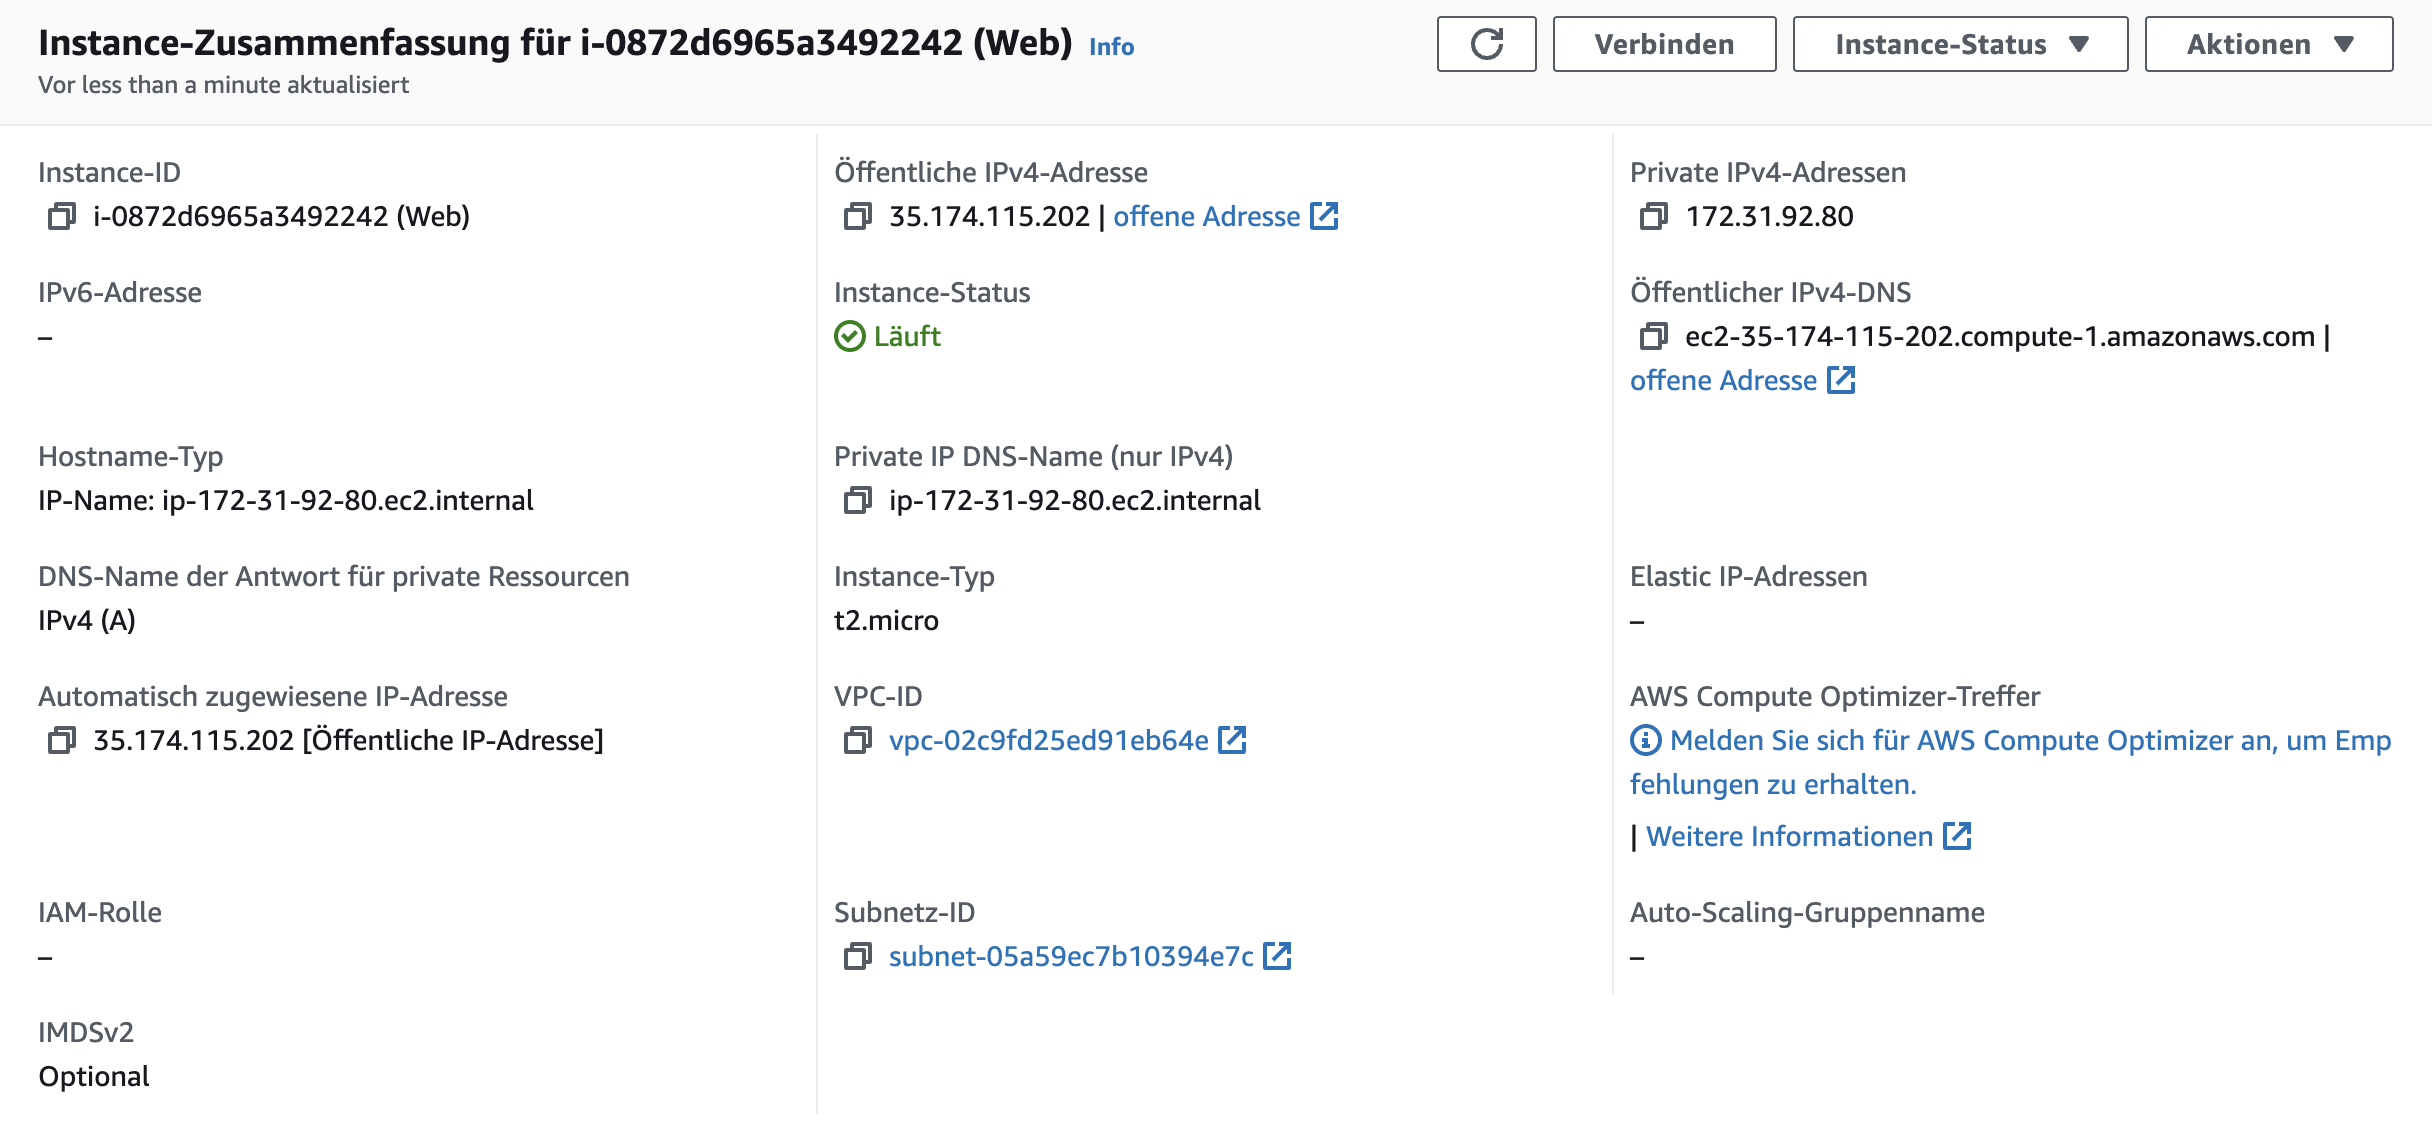 Instance-Zusammenfassung für i-0872d6965a3492242 (Web) Info
Vor less than a minute aktualisiert
Verbinden
Instance-Status
Aktionen
Instance-ID
i-0872d6965a3492242 (Web)
Öffentliche IPv4-Adresse
35.174.115.202 | offene Adresse
Private IPv4-Adressen
172.31.92.80
IPv6-Adresse
–
Instance-Status
Läuft
Öffentlicher IPv4-DNS
ec2-35-174-115-202.compute-1.amazonaws.com |
offene Adresse
Hostname-Typ
IP-Name: ip-172-31-92-80.ec2.internal
Private IP DNS-Name (nur IPv4)
ip-172-31-92-80.ec2.internal
DNS-Name der Antwort für private Ressourcen
IPv4 (A)
Instance-Typ
t2.micro
Elastic IP-Adressen
–
Automatisch zugewiesene IP-Adresse
35.174.115.202 [Öffentliche IP-Adresse]
VPC-ID
vpc-02c9fd25ed91eb64e
AWS Compute Optimizer-Treffer
Melden Sie sich für AWS Compute Optimizer an, um Emp
fehlungen zu erhalten.
| Weitere Informationen
IAM-Rolle
–
Subnetz-ID
subnet-05a59ec7b10394e7c
Auto-Scaling-Gruppenname
–
IMDSv2
Optional